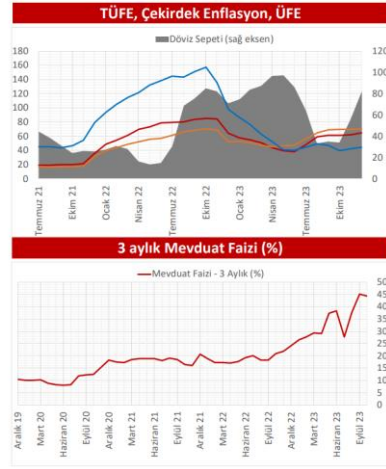 TÜFE, Çekirdek Enflasyon, ÜFE
Döviz Sepeti (sağ eksen)
180
160
140
120
100
80
60
40
20
0
120
100
80
60
40
20
0
Temmuz 21
Ekim 21
Ocak 22
Nisan 22
Temmuz 22
Ekim 22
Ocak 23
Nisan 23
Temmuz 23
Ekim 23
3 aylık Mevduat Faizi (%)
Mevduat Faizi - 3 Aylık (%)
50
45
40
35
30
25
20
15
10
5
0
Aralık 19
Mart 20
Haziran 20
Eylül 20
Aralık 20
Mart 21
Haziran 21
Eylül 21
Aralık 21
Mart 22
Haziran 22
Eylül 22
Aralık 22
Mart 23
Haziran 23
Eylül 23